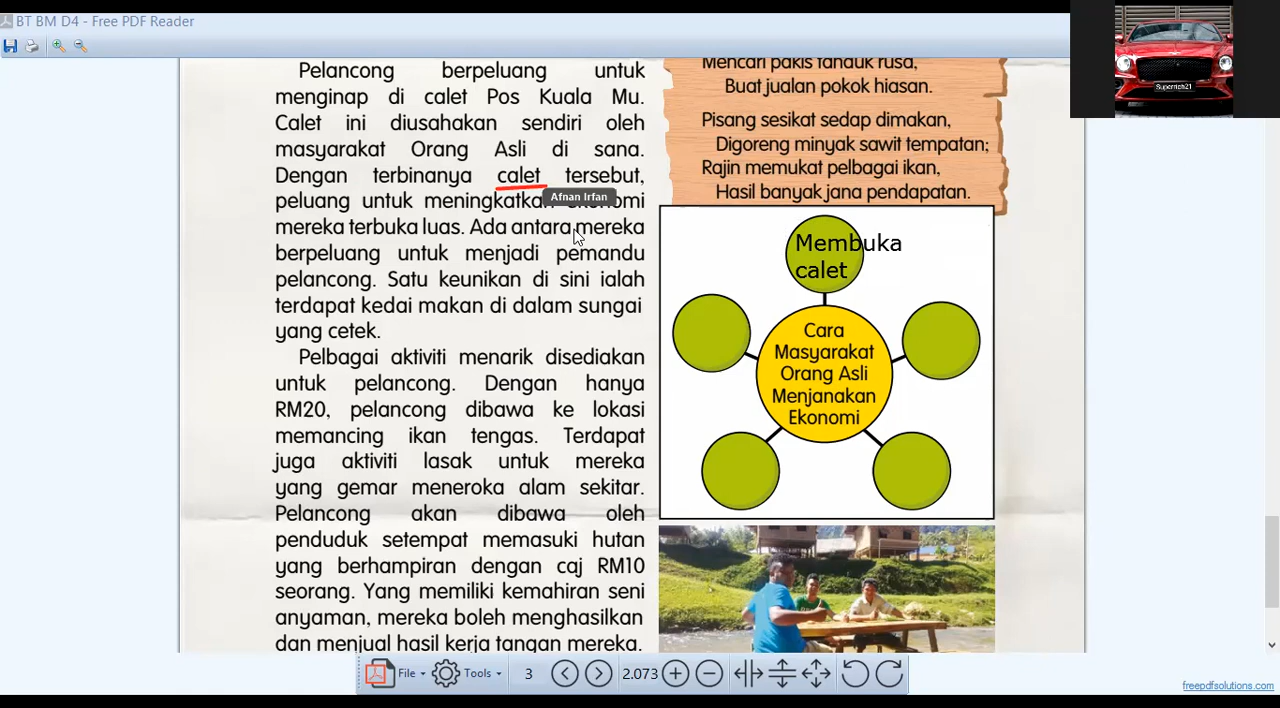 BT BM D4 - Free PDF Reader
Superrich21
Pelancong berpeluang untuk
menginap di calet Pos Kuala Mu.
Calet ini diusahakan sendiri oleh
masyarakat Orang Asli di sana.
Dengan terbinanya calet tersebut,
peluang untuk meningkatkan ekonomi
Afnan Irfan
mereka terbuka luas. Ada antara mereka
berpeluang untuk menjadi pemandu
pelancong. Satu keunikan di sini ialah
terdapat kedai makan di dalam sungai
yang cetek.
Pelbagai aktiviti menarik disediakan
untuk pelancong. Dengan hanya
RM20, pelancong dibawa ke lokasi
memancing ikan tengas. Terdapat
juga aktiviti lasak untuk mereka
yang gemar meneroka alam sekitar.
Pelancong akan dibawa oleh
penduduk setempat memasuki hutan
yang berhampiran dengan caj RM10
seorang. Yang memiliki kemahiran seni
anyaman, mereka boleh menghasilkan
dan menjual hasil kerja tangan mereka.
Mencari pakis tanduk rusa,
Buat jualan pokok hiasan.
Pisang sesikat sedap dimakan,
Digoreng minyak sawit tempatan;
Rajin memukat pelbagai ikan,
Hasil banyak jana pendapatan.
Membuka
calet
Cara
Masyarakat
Orang Asli
Menjanakan
Ekonomi
File
Tools
3
2.073
freepdfsolutions.com